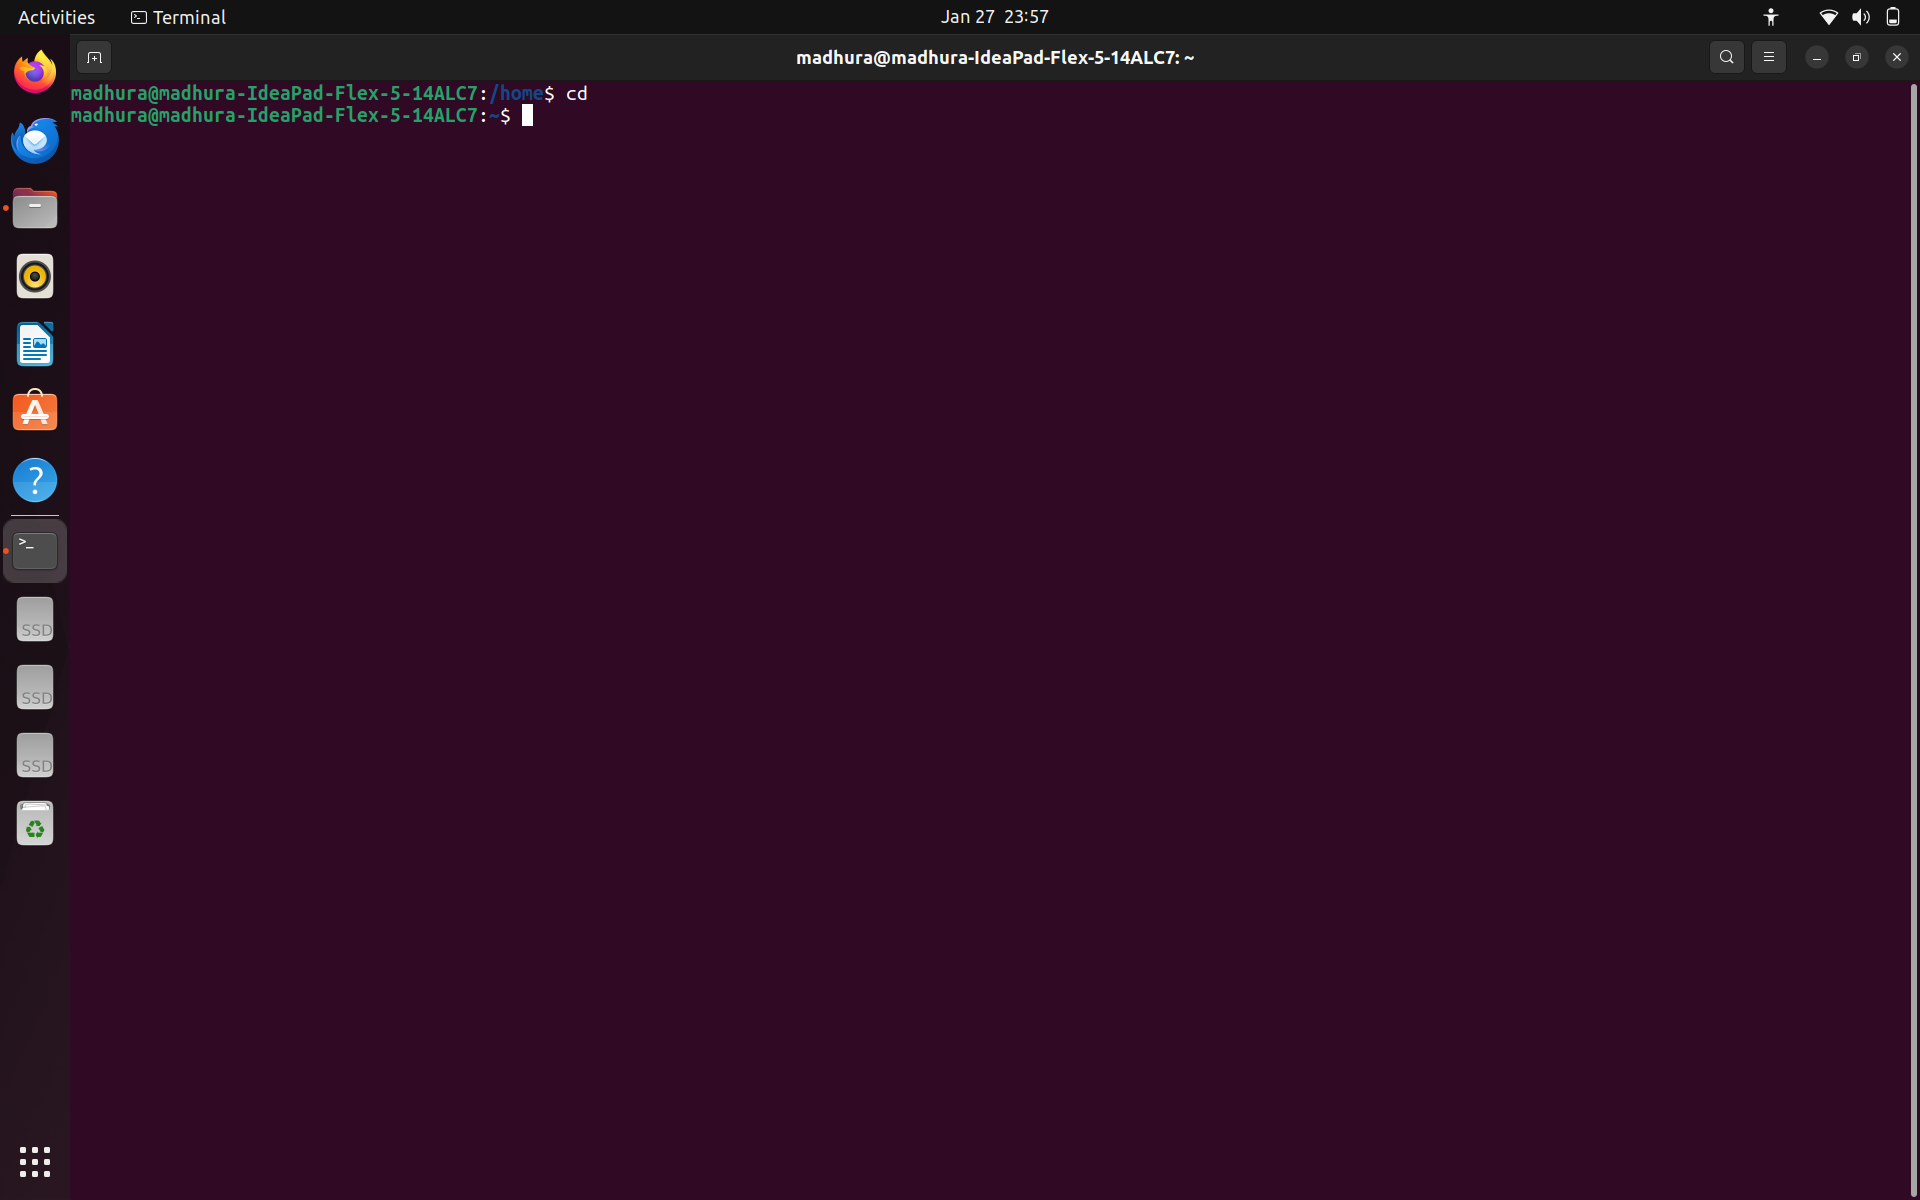 Activities Terminal Jan 27 23:57
madhura@madhura-IdeaPad-Flex-5-14ALC7: ~
madhura@madhura-IdeaPad-Flex-5-14ALC7:/home$ cd
madhura@madhura-IdeaPad-Flex-5-14ALC7:~$
?
>_
SSD
SSD
SSD